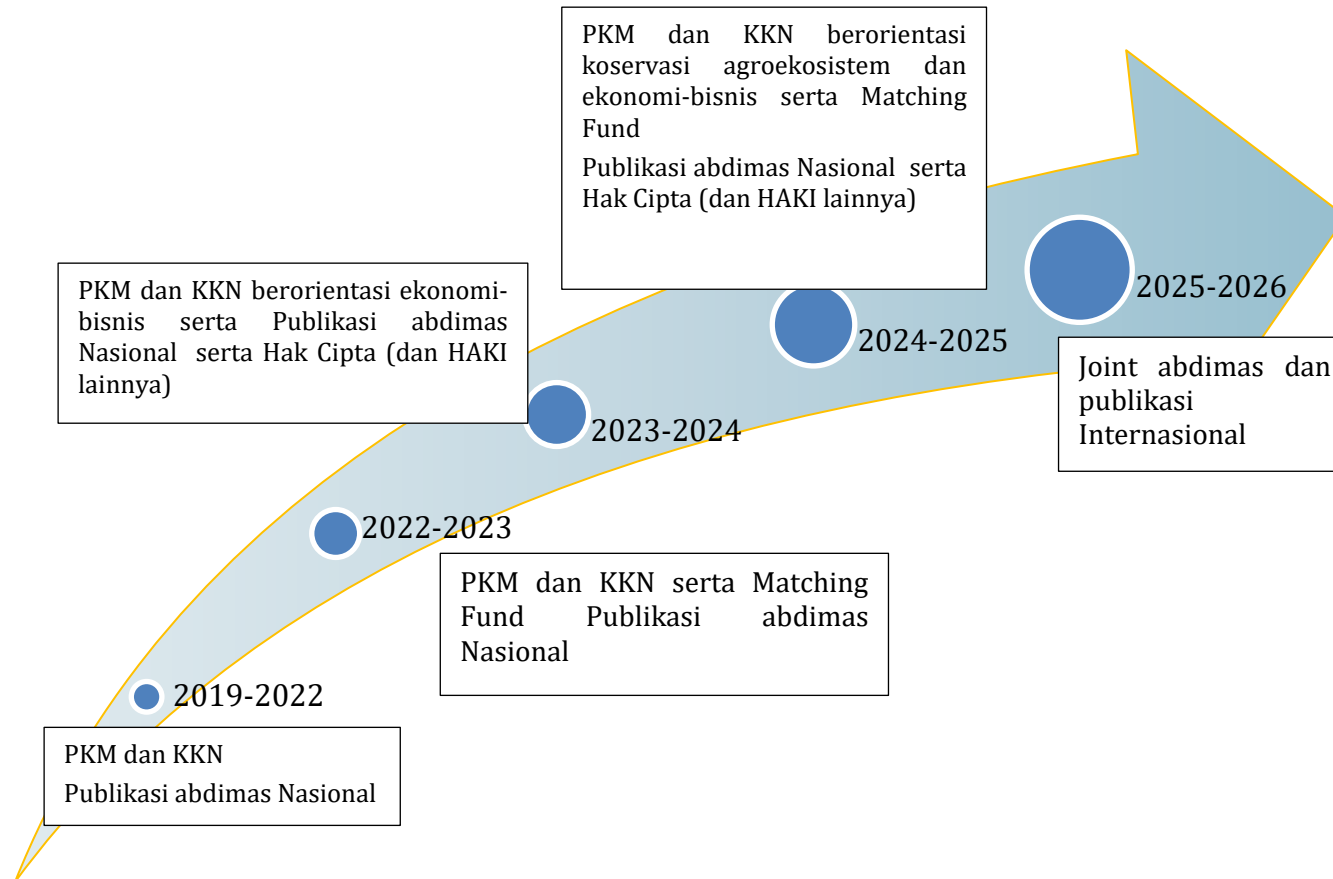 PKM dan KKN berorientasi
koservasi agroekosistem dan
ekonomi-bisnis serta Matching
Fund
Publikasi abdimas Nasional serta
Hak Cipta (dan HAKI lainnya)
2025-2026
PKM dan KKN berorientasi ekonomi-
bisnis serta Publikasi abdimas
Nasional serta Hak Cipta (dan HAKI
lainnya)
2024-2025
Joint abdimas dan
publikasi
Internasional
2023-2024
2022-2023
PKM dan KKN serta Matching
Fund Publikasi abdimas
Nasional
2019-2022
PKM dan KKN
Publikasi abdimas Nasional